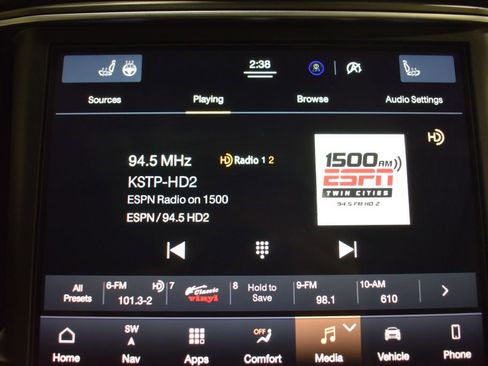 2:38
Sources
Playing
Browse
Audio Settings
94.5 MHz
HD Radio 1 2
KSTP-HD2
ESPN Radio on 1500
ESPN / 94.5 HD2
1500 AM
ESPN
TWIN CITIES
94.5 FM HD 2
HD
All Presets
6-FM HD
101.3-2
7
Classic
vinyl
8 Hold to Save
9-FM
98.1
10-AM
610
Home
SW
Nav
Apps
OFF
Comfort
Media
Vehicle
Phone